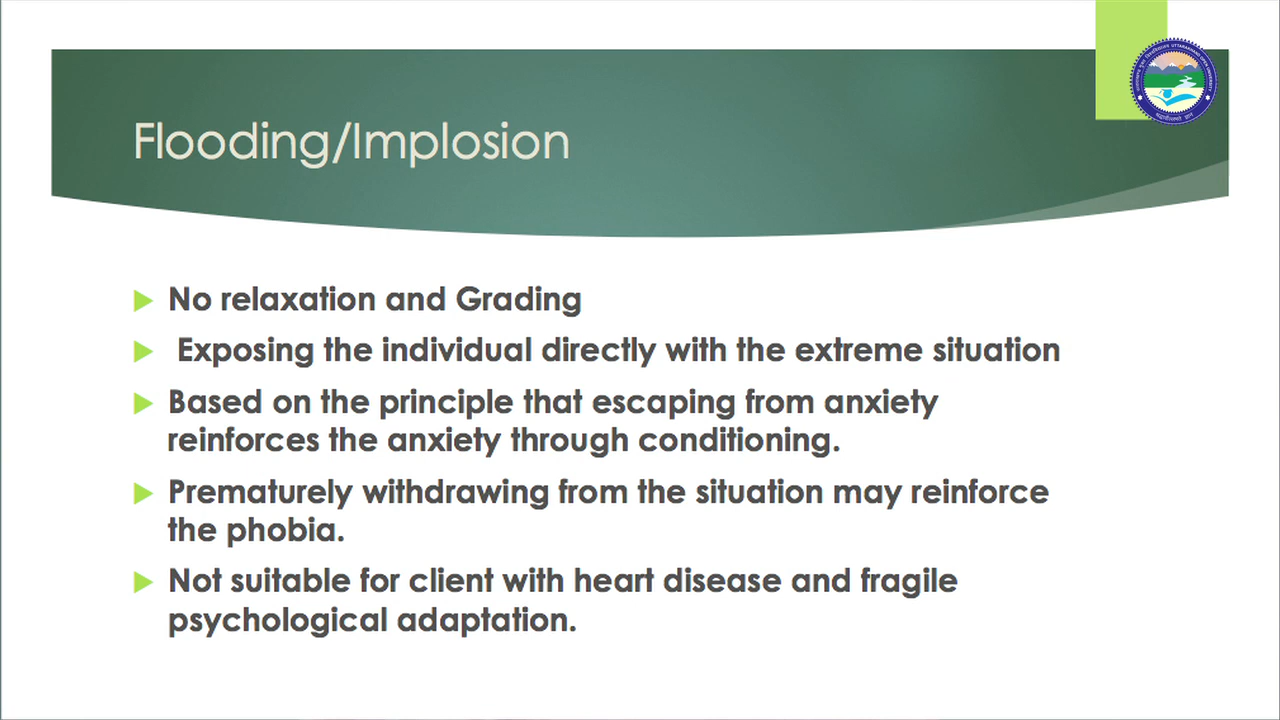 Flooding/Implosion
No relaxation and Grading
Exposing the individual directly with the extreme situation
Based on the principle that escaping from anxiety
reinforces the anxiety through conditioning.
Prematurely withdrawing from the situation may reinforce
the phobia.
Not suitable for client with heart disease and fragile
psychological adaptation.